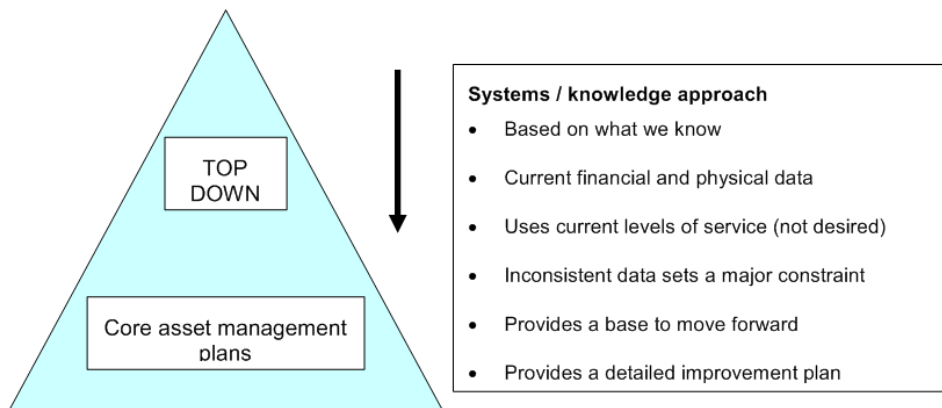 TOP
DOWN
Core asset management
plans
Systems / knowledge approach
• Based on what we know
• Current financial and physical data
• Uses current levels of service (not desired)
• Inconsistent data sets a major constraint
• Provides a base to move forward
• Provides a detailed improvement plan